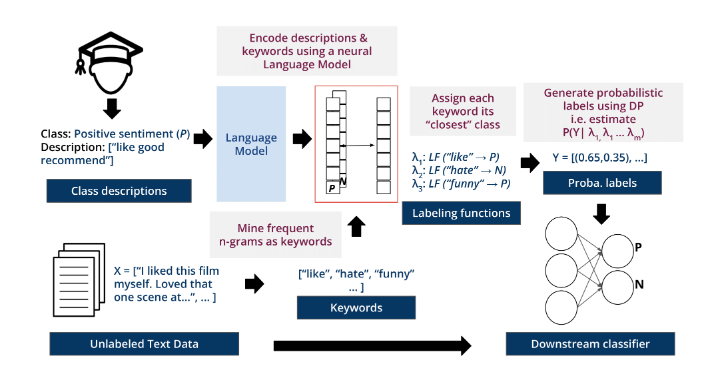 Encode descriptions &
keywords using a neural
Language Model
Class: Positive sentiment (P)
Description: ["like good
recommend"]
Class descriptions
Language
Model
P
N
Assign each
keyword its
"closest" class
λ1: LF ("like" → P)
λ2: LF ("hate" → N)
λ3: LF ("funny" → P)
Labeling functions
Generate probabilistic
labels using DP
i.e. estimate
P(Y| λ1, λ1 ... λm)
Y = [(0.65,0.35), ...]
Proba. labels
Mine frequent
n-grams as keywords
X = ["I liked this film
myself. Loved that
one scene at...", ... ]
Unlabeled Text Data
["like", "hate", "funny"
... ]
Keywords
P
N
Downstream classifier